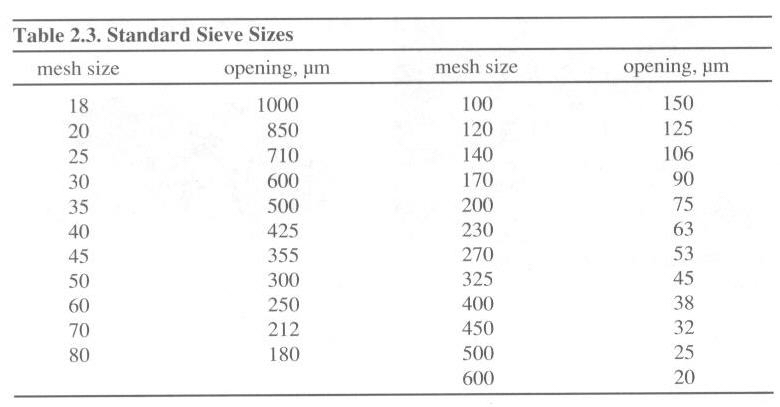 Table 2.3. Standard Sieve Sizes
mesh size opening, μm mesh size opening, μm
18 1000 100 150
20 850 120 125
25 710 140 106
30 600 170 90
35 500 200 75
40 425 230 63
45 355 270 53
50 300 325 45
60 250 400 38
70 212 450 32
80 180 500 25
600 20